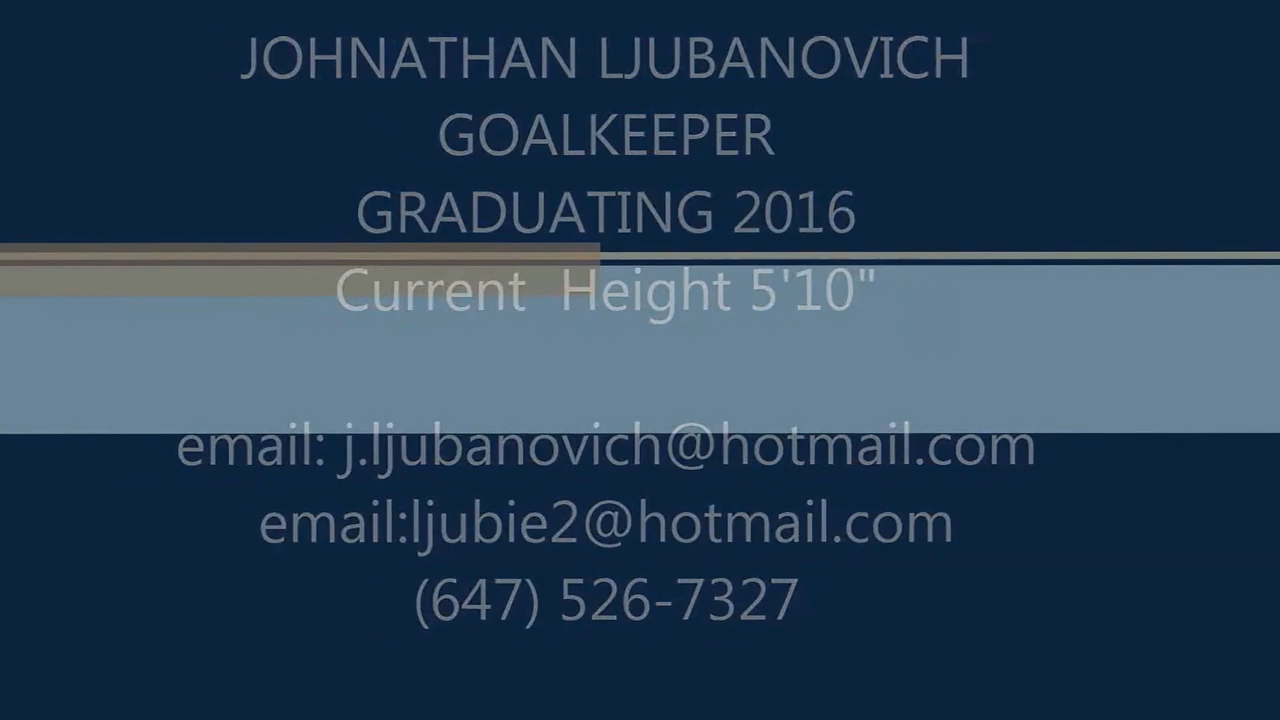 JOHNATHAN LJUBANOVICH
GOALKEEPER
GRADUATING 2016
Current Height 5'10"
email: j.ljubanovich@hotmail.com
email:ljubie2@hotmail.com
(647) 526-7327